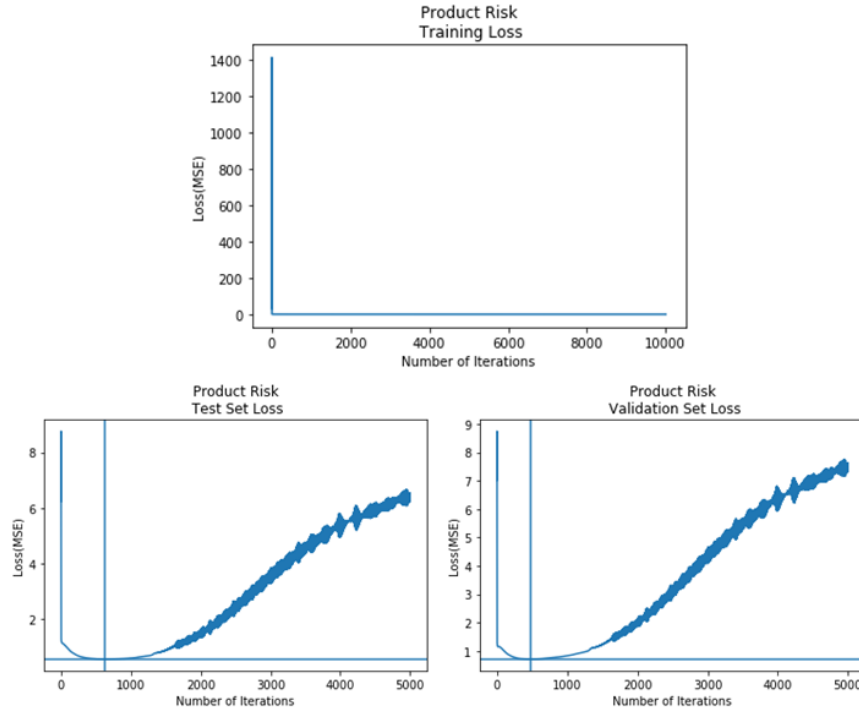 Product Risk
Training Loss
1400
1200
1000
800
600
400
200
0
Loss(MSE)
0 2000 4000 6000 8000 10000
Number of Iterations
Product Risk
Test Set Loss
8
6
4
2
Loss(MSE)
0 1000 2000 3000 4000 5000
Number of Iterations
Product Risk
Validation Set Loss
9
8
7
6
5
4
3
2
1
Loss(MSE)
0 1000 2000 3000 4000 5000
Number of Iterations